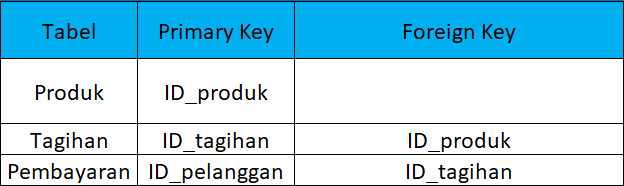 Tabel Primary Key Foreign Key
Produk ID_produk
Tagihan ID_tagihan ID_produk
Pembayaran ID_pelanggan ID_tagihan